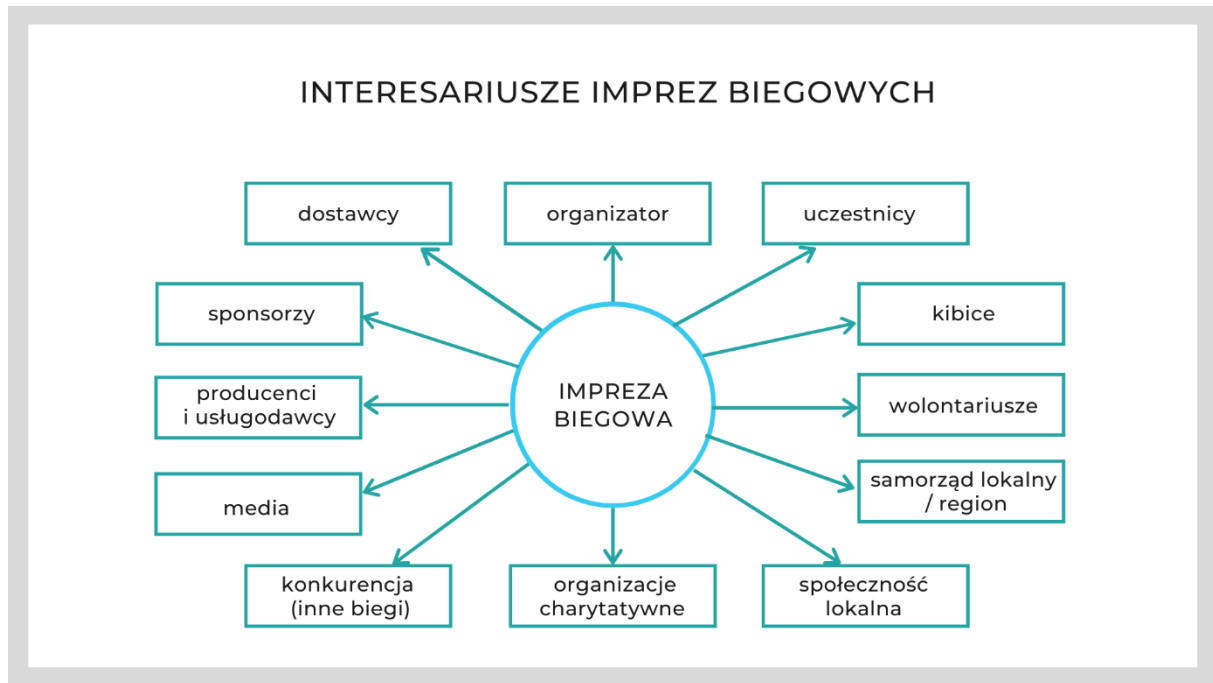 INTERESARIUSZE IMPREZ BIEGOWYCH
dostawcy
organizator
uczestnicy
sponsorzy
kibice
producenci
i usługodawcy
IMPREZA
BIEGOWA
wolontariusze
media
samorząd lokalny
/ region
konkurencja
(inne biegi)
organizacje
charytatywne
społeczność
lokalna